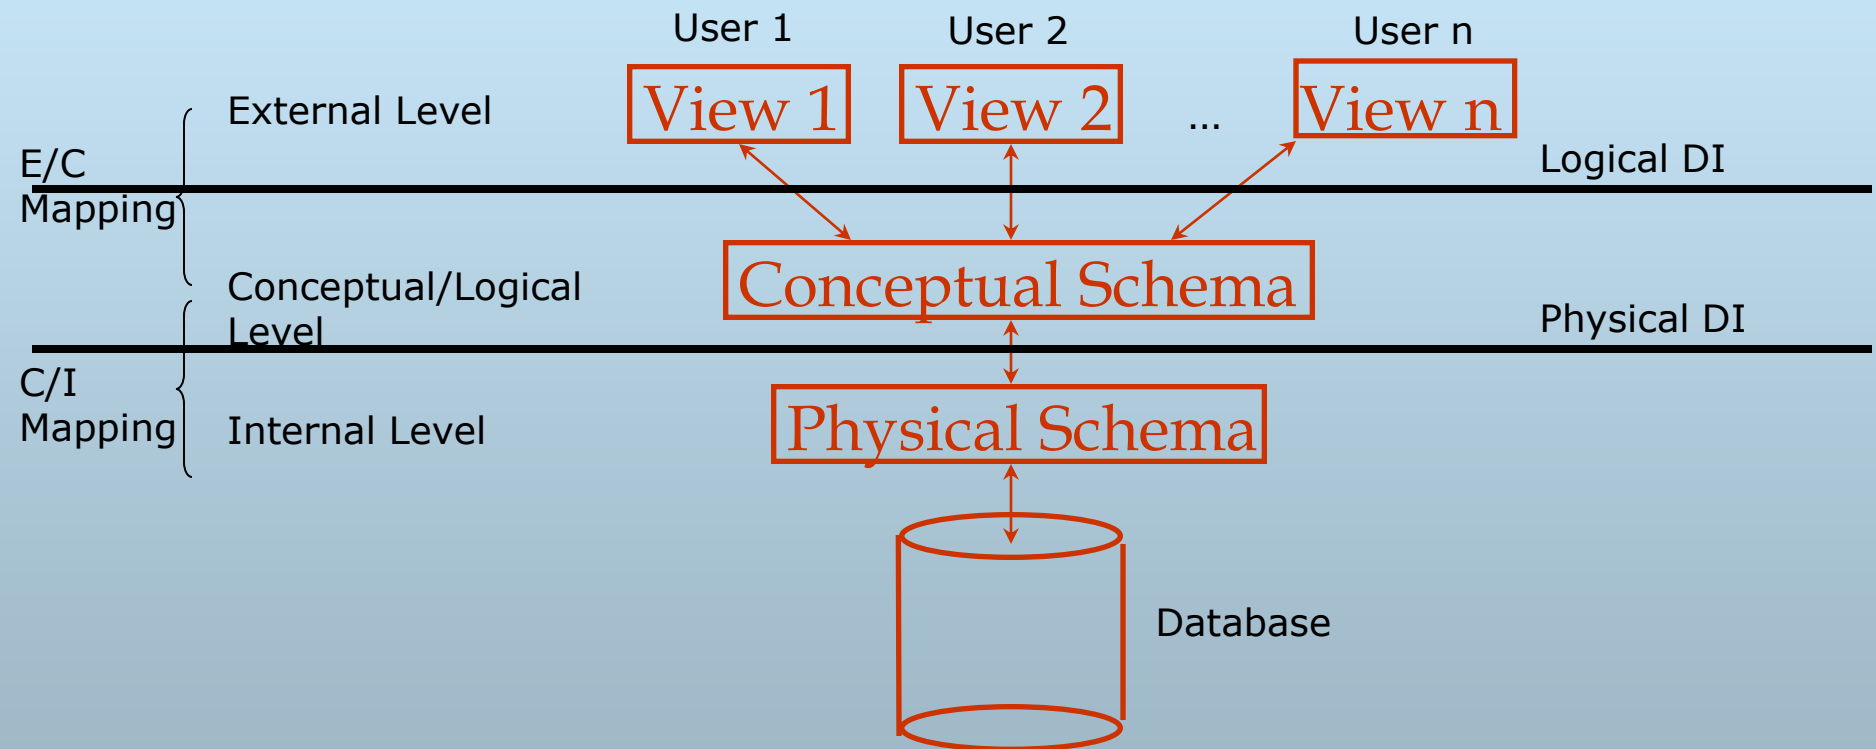 User 1
User 2
User n
External Level
View 1
View 2
...
View n
E/C
Mapping
Logical DI
Conceptual/Logical
Level
Conceptual Schema
Physical DI
C/I
Mapping
Internal Level
Physical Schema
Database